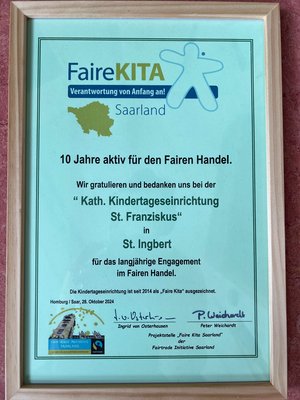 FaireKITA
Verantwortung von Anfang an!
Saarland
10 Jahre aktiv für den Fairen Handel.
Wir gratulieren und bedanken uns bei der
" Kath. Kindertageseinrichtung
St. Franziskus"
in
St. Ingbert
für das langjährige Engagement
im Fairen Handel.
Die Kindertageseinrichtung ist seit 2014 als „Faire Kita" ausgezeichnet.
Homburg / Saar, 28. Oktober 2024
P. Weichardt
Ingrid von Osterhausen
Peter Weichardt
Projektstelle „Faire Kita Saarland"
der
Fairtrade Initiative Saarland